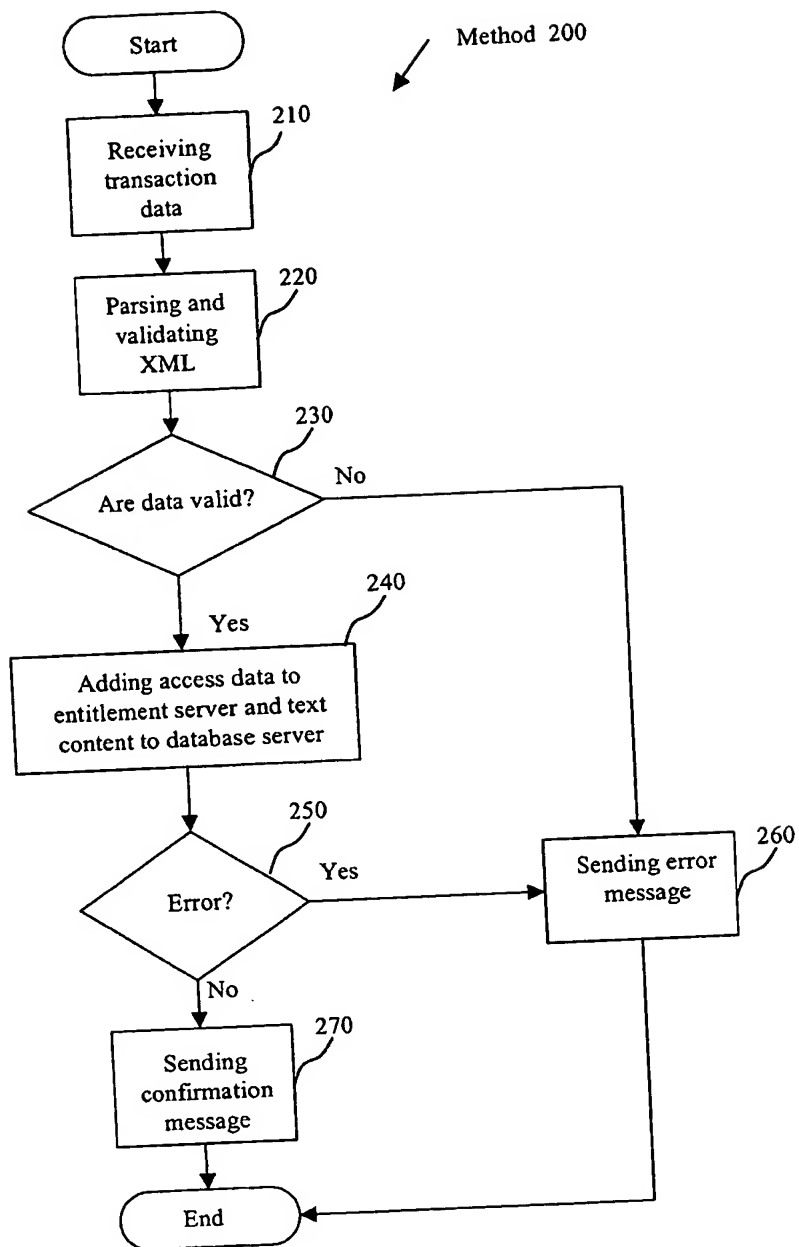 Start
Method 200
210
Receiving
transaction
data
220
Parsing and
validating
XML
230
Are data valid?
No
240
Yes
Adding access data to
entitlement server and text
content to database server
250
Error?
Yes
260
Sending error
message
No
270
Sending
confirmation
message
End